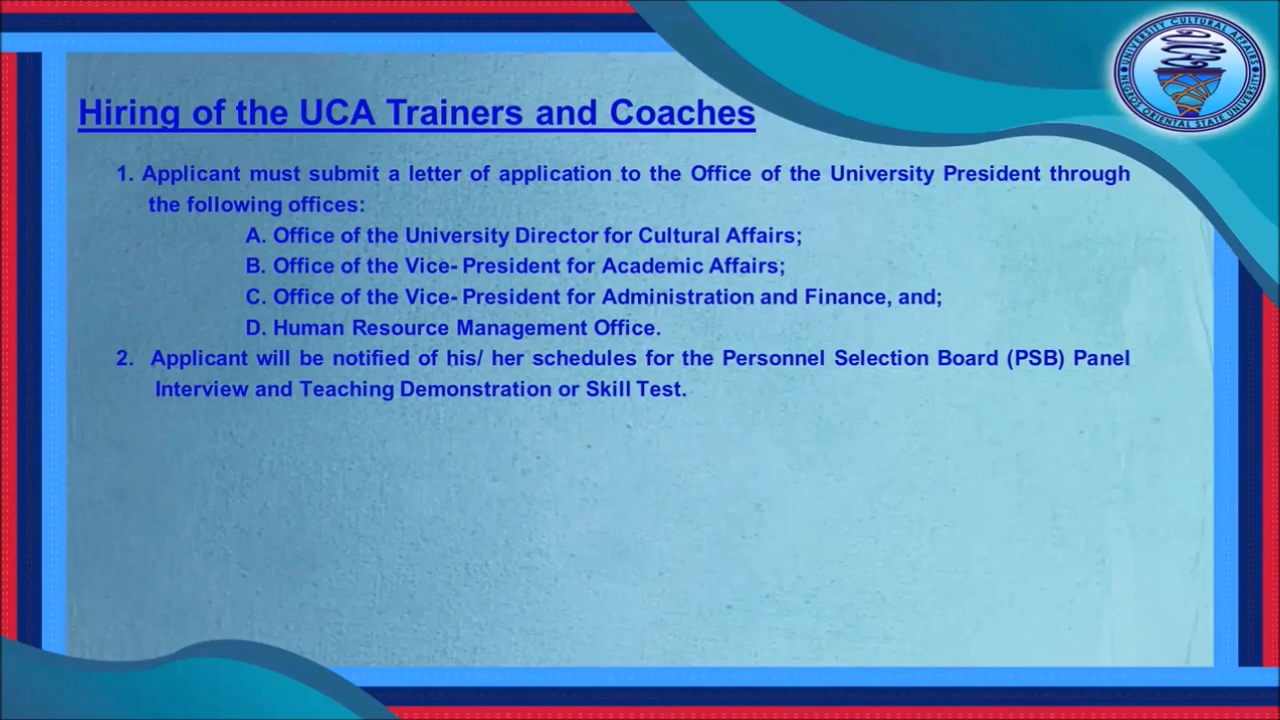 UNIVERSITY CULTURAL AFFAIRS
NEGROS ORIENTAL STATE UNIVERSITY
Hiring of the UCA Trainers and Coaches
1. Applicant must submit a letter of application to the Office of the University President through
the following offices:
A. Office of the University Director for Cultural Affairs;
B. Office of the Vice- President for Academic Affairs;
C. Office of the Vice- President for Administration and Finance, and;
D. Human Resource Management Office.
2. Applicant will be notified of his/ her schedules for the Personnel Selection Board (PSB) Panel
Interview and Teaching Demonstration or Skill Test.